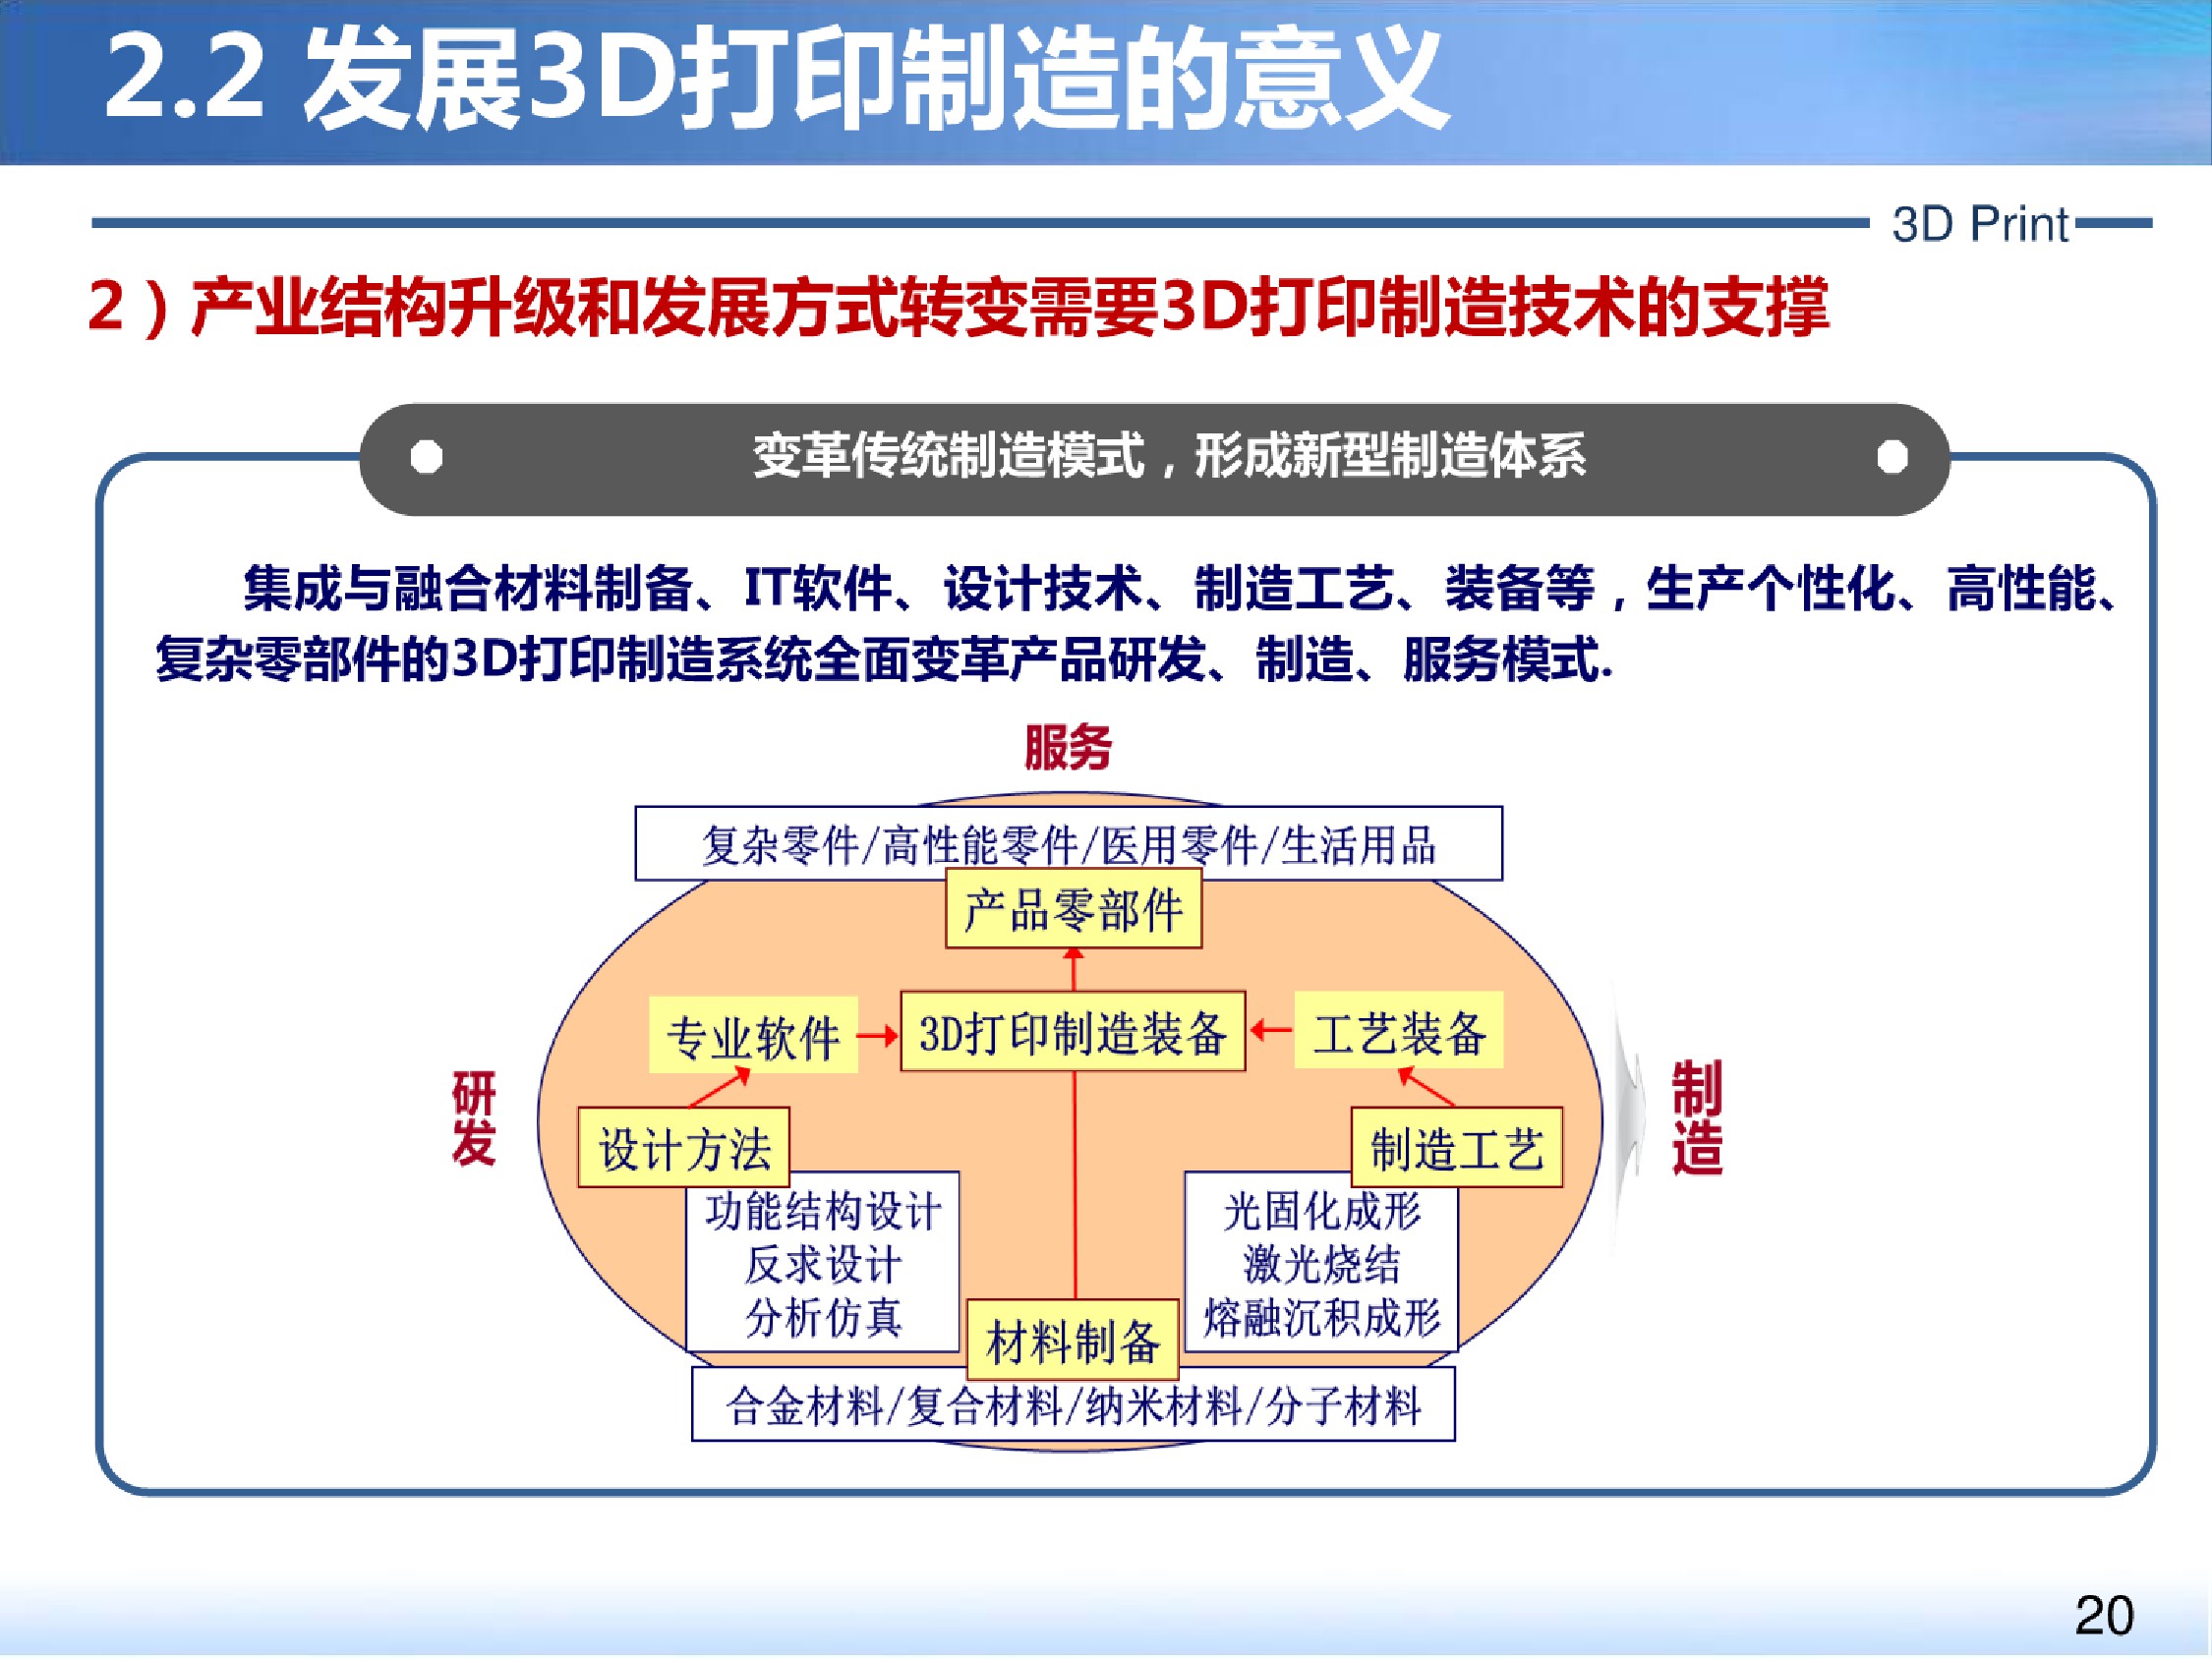 2.2 发展3D打印制造的意义
3D Print
2）产业结构升级和发展方式转变需要3D打印制造技术的支撑
变革传统制造模式，形成新型制造体系
集成与融合材料制备、IT软件、设计技术、制造工艺、装备等，生产个性化、高性能、
复杂零部件的3D打印制造系统全面变革产品研发、制造、服务模式.
服务
复杂零件/高性能零件/医用零件/生活用品
产品零部件
专业软件
3D打印制造装备
工艺装备
研发
制造
设计方法
制造工艺
功能结构设计
反求设计
分析仿真
光固化成形
激光烧结
熔融沉积成形
材料制备
合金材料/复合材料/纳米材料/分子材料
20